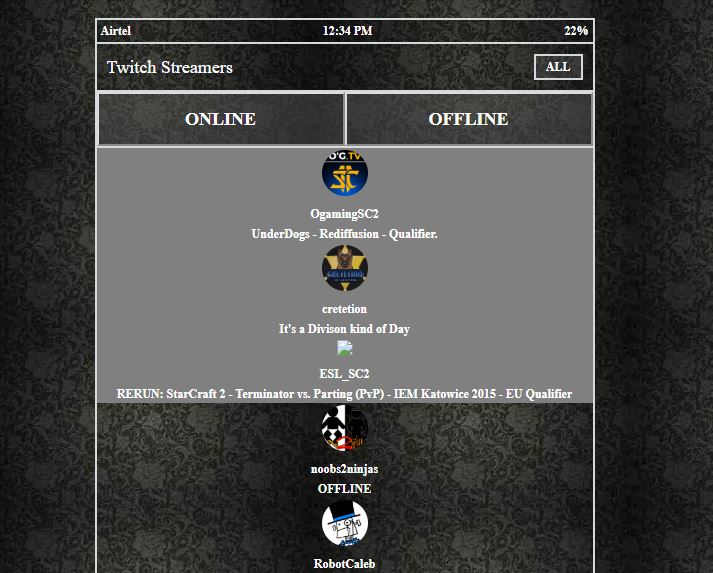 Airtel 12:34 PM 22%
Twitch Streamers ALL
ONLINE OFFLINE
O'G.TV
OgamingSC2
UnderDogs - Rediffusion - Qualifier.
cretetion
It's a Divison kind of Day
ESL_SC2
RERUN: StarCraft 2 - Terminator vs. Parting (PvP) - IEM Katowice 2015 - EU Qualifier
noobs2ninjas
OFFLINE
RobotCaleb